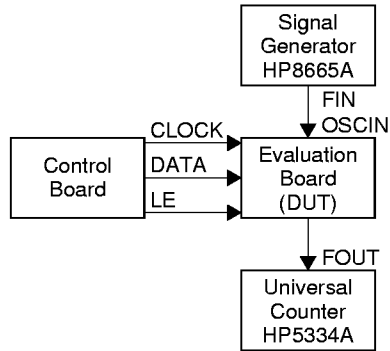 Signal
Generator
HP8665A
FIN
OSCIN
CLOCK
DATA
LE
Control
Board
Evaluation
Board
(DUT)
FOUT
Universal
Counter
HP5334A